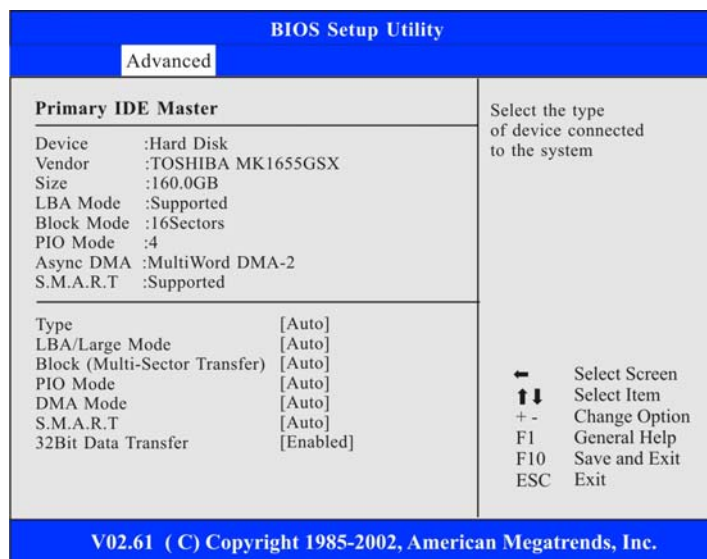 BIOS Setup Utility
Advanced
Primary IDE Master
Device :Hard Disk
Vendor :TOSHIBA MK1655GSX
Size :160.0GB
LBA Mode :Supported
Block Mode :16Sectors
PIO Mode :4
Async DMA :MultiWord DMA-2
S.M.A.R.T :Supported
Type [Auto]
LBA/Large Mode [Auto]
Block (Multi-Sector Transfer) [Auto]
PIO Mode [Auto]
DMA Mode [Auto]
S.M.A.R.T [Auto]
32Bit Data Transfer [Enabled]
Select the type
of device connected
to the system
⬅ Select Screen
⬆⬇ Select Item
+ - Change Option
F1 General Help
F10 Save and Exit
ESC Exit
V02.61 ( C) Copyright 1985-2002, American Megatrends, Inc.